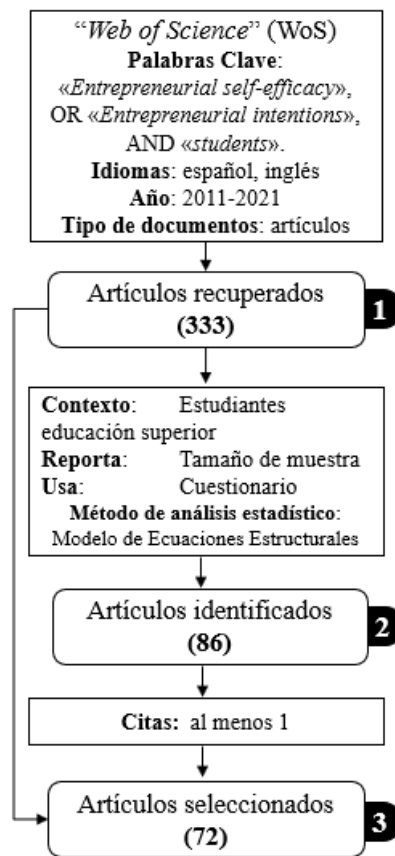 “Web of Science” (WoS)
Palabras Clave:
«Entrepreneurial self-efficacy»,
OR «Entrepreneurial intentions»,
AND «students».
Idiomas: español, inglés
Año: 2011-2021
Tipo de documentos: artículos
Artículos recuperados
(333)
1
Contexto: Estudiantes
educación superior
Reporta: Tamaño de muestra
Usa: Cuestionario
Método de análisis estadístico:
Modelo de Ecuaciones Estructurales
Artículos identificados
(86)
2
Citas: al menos 1
Artículos seleccionados
(72)
3